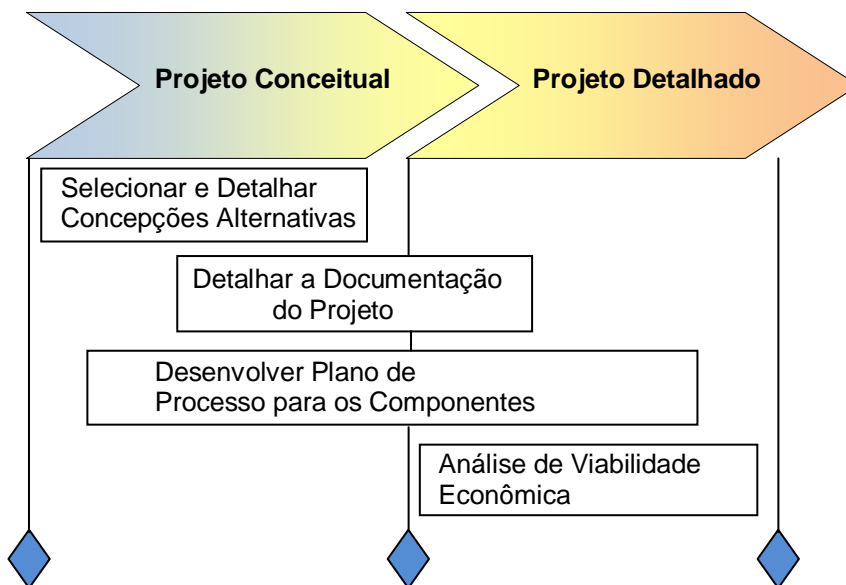 Projeto Conceitual
Projeto Detalhado
Selecionar e Detalhar
Concepções Alternativas
Detalhar a Documentação
do Projeto
Desenvolver Plano de
Processo para os Componentes
Análise de Viabilidade
Econômica